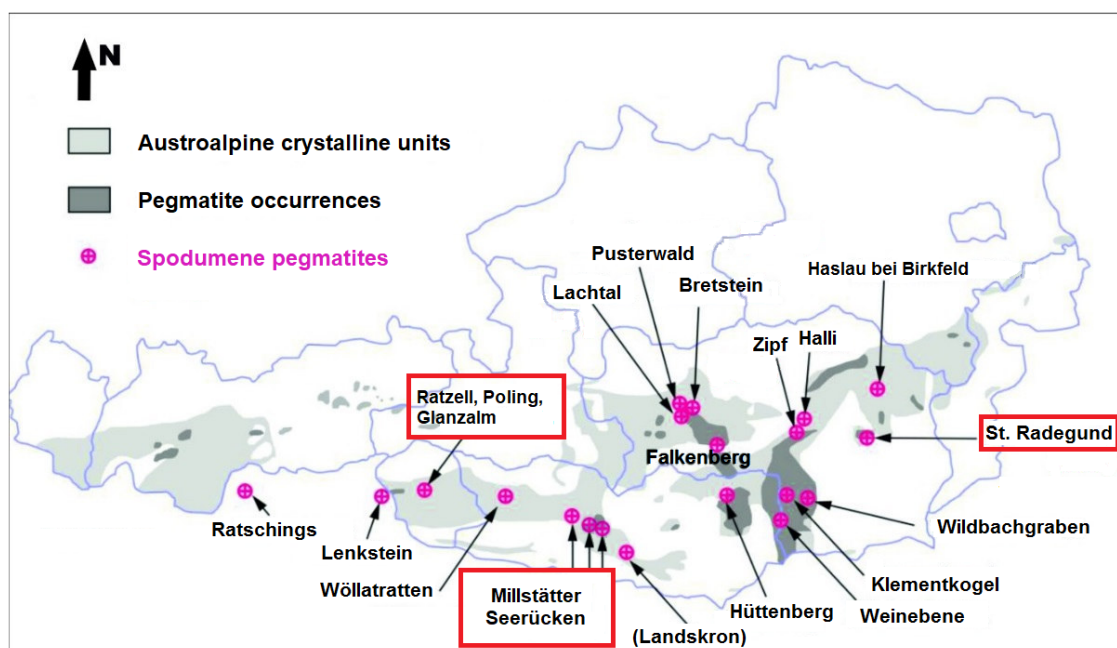 N
Austroalpine crystalline units
Pegmatite occurrences
Spodumene pegmatites
Pusterwald
Bretstein
Lachtal
Haslau bei Birkfeld
Zipf
Halli
Ratzell, Poling,
Glanzalm
St. Radegund
Falkenberg
Ratschings
Lenkstein
Wöllatratten
Millstätter
Seerücken
(Landskron)
Hüttenberg
Wildbachgraben
Klementkogel
Weinebene